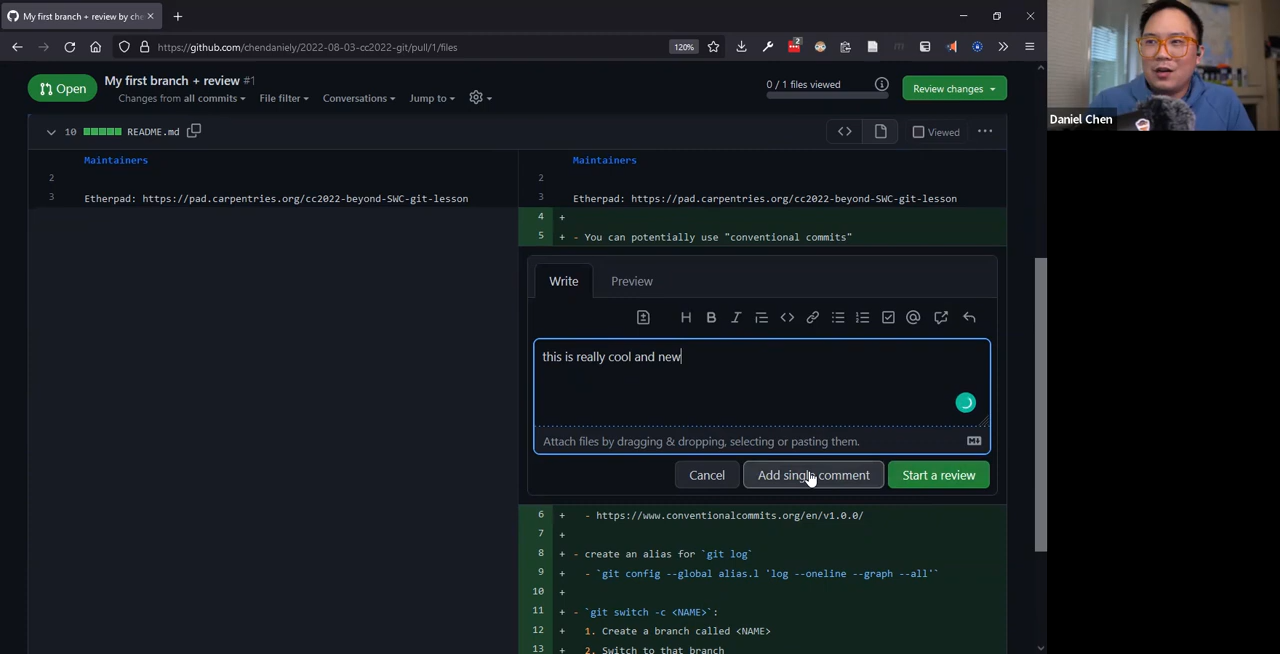 My first branch + review by che
https://github.com/chendaniely/2022-08-03-cc2022-git/pull/1/files
120%
2
Open
My first branch + review #1
Changes from all commits
File filter
Conversations
Jump to
0 / 1 files viewed
Review changes
Daniel Chen
10
README.md
Viewed
Maintainers
Maintainers
2
2
3 Etherpad: https://pad.carpentries.org/cc2022-beyond-SWC-git-lesson
3 Etherpad: https://pad.carpentries.org/cc2022-beyond-SWC-git-lesson
4 +
5 + - You can potentially use "conventional commits"
Write
Preview
this is really cool and new
Attach files by dragging & dropping, selecting or pasting them.
Cancel
Add single comment
Start a review
6 + - https://www.conventionalcommits.org/en/v1.0.0/
7 +
8 + - create an alias for `git log`
9 + - `git config --global alias.l 'log --oneline --graph --all'`
10 +
11 + - `git switch -c <NAME>`:
12 + 1. Create a branch called <NAME>
13 + 2. Switch to that branch